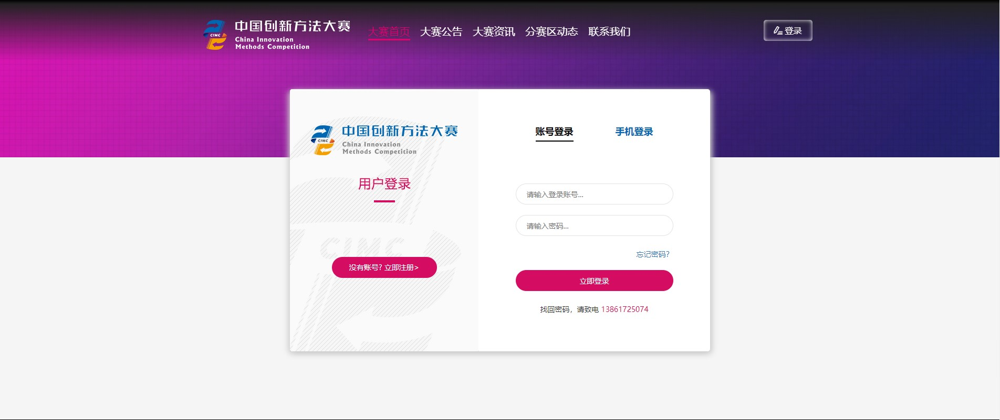 中国创新方法大赛
China Innovation
Methods Competition
CIMC
大赛首页 大赛公告 大赛资讯 分赛区动态 联系我们
登录
中国创新方法大赛
China Innovation
Methods Competition
CIMC
用户登录
CIMC
没有账号? 立即注册>
账号登录 手机登录
请输入登录账号...
请输入密码...
忘记密码?
立即登录
找回密码，请致电 13861725074